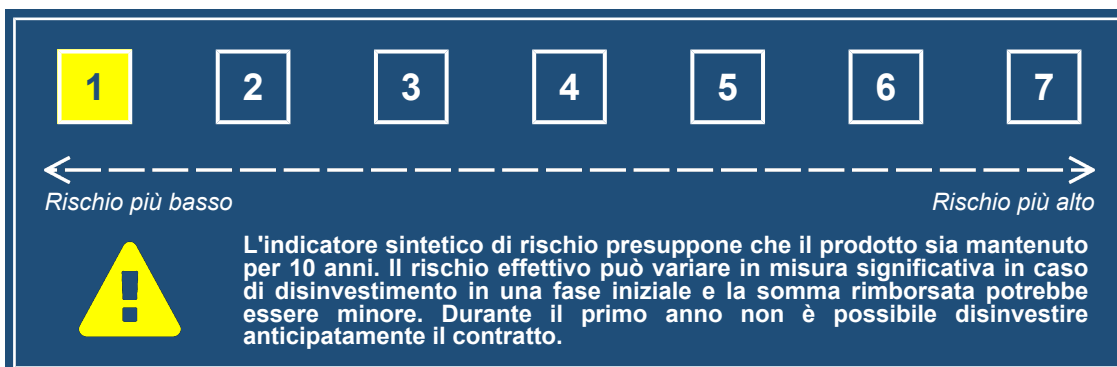 1 2 3 4 5 6 7
Rischio più basso Rischio più alto
L'indicatore sintetico di rischio presuppone che il prodotto sia mantenuto
per 10 anni. Il rischio effettivo può variare in misura significativa in caso
di disinvestimento in una fase iniziale e la somma rimborsata potrebbe
essere minore. Durante il primo anno non è possibile disinvestire
anticipatamente il contratto.